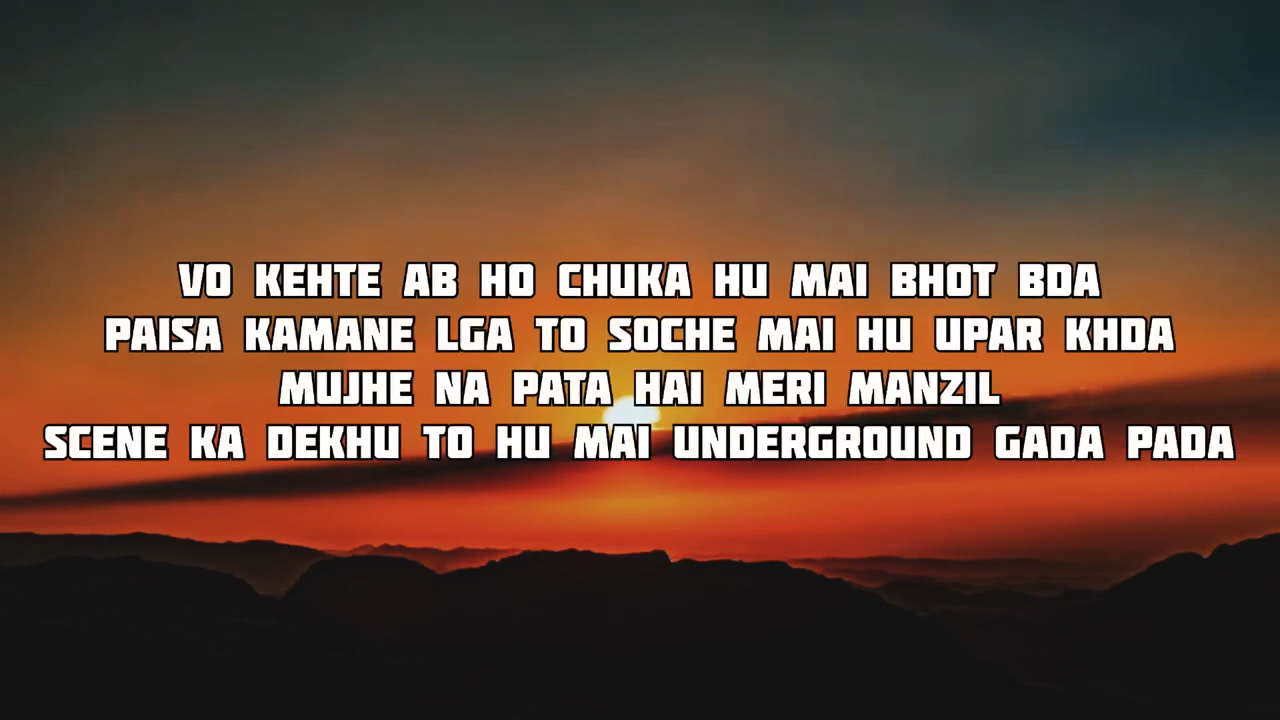 VO KEHTE AB HO CHUKA HU MAI BHOT BDA
PAISA KAMANE LGA TO SOCHE MAI HU UPAR KHDA
MUJHE NA PATA HAI MERI MANZIL
SCENE KA DEKHU TO HU MAI UNDERGROUND GADA PADA